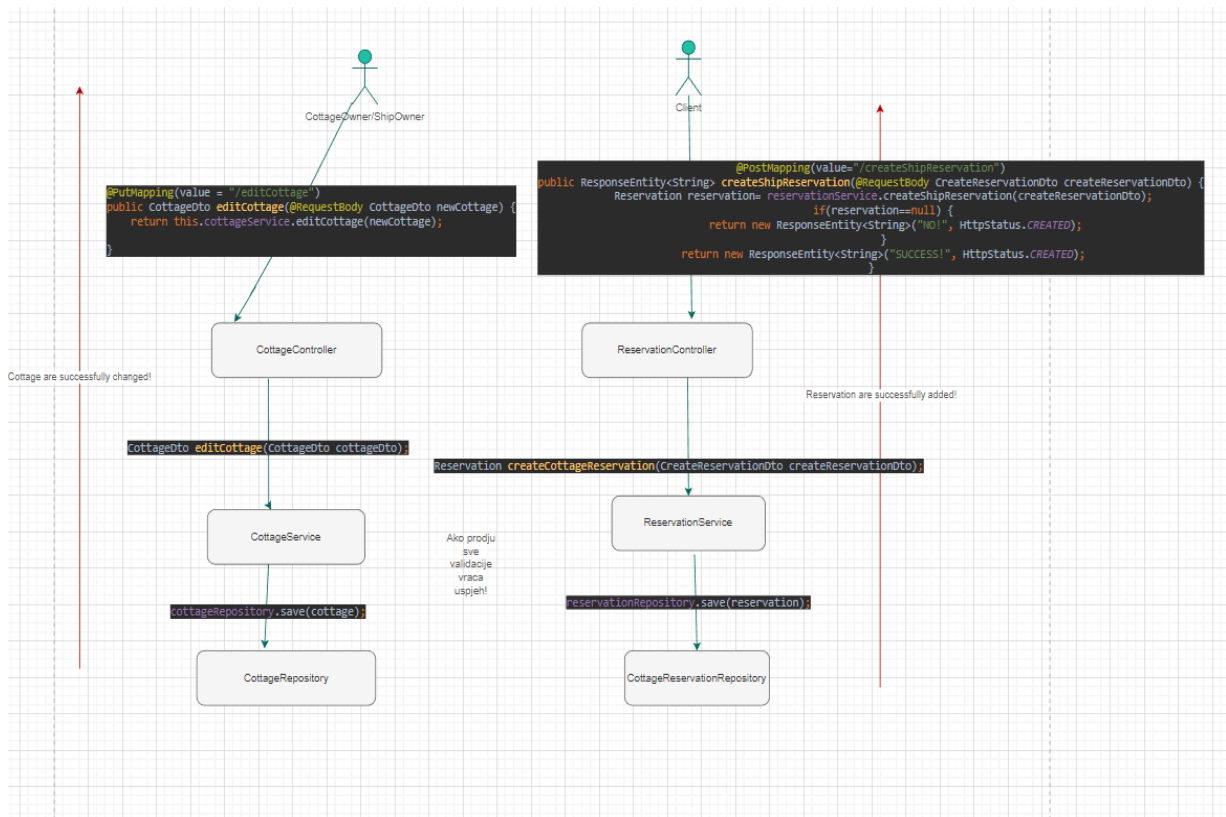 CottageOwner/ShipOwner
@PutMapping(value = "/editCottage")
public CottageDto editCottage(@RequestBody CottageDto newCottage) {
return this.cottageService.editCottage(newCottage);
}
CottageController
Cottage are successfully changed!
CottageDto editCottage(CottageDto cottageDto);
CottageService
cottageRepository.save(cottage);
CottageRepository
Ako prodju
sve
validacije
vraca
uspjeh!
Client
@PostMapping(value="/createShipReservation")
public ResponseEntity<String> createShipReservation(@RequestBody CreateReservationDto createReservationDto) {
Reservation reservation= reservationService.createShipReservation(createReservationDto);
if(reservation==null) {
return new ResponseEntity<String>("NO!", HttpStatus.CREATED);
}
return new ResponseEntity<String>("SUCCESS!", HttpStatus.CREATED);
}
ReservationController
Reservation are successfully added!
Reservation createCottageReservation(CreateReservationDto createReservationDto);
ReservationService
reservationRepository.save(reservation);
CottageReservationRepository